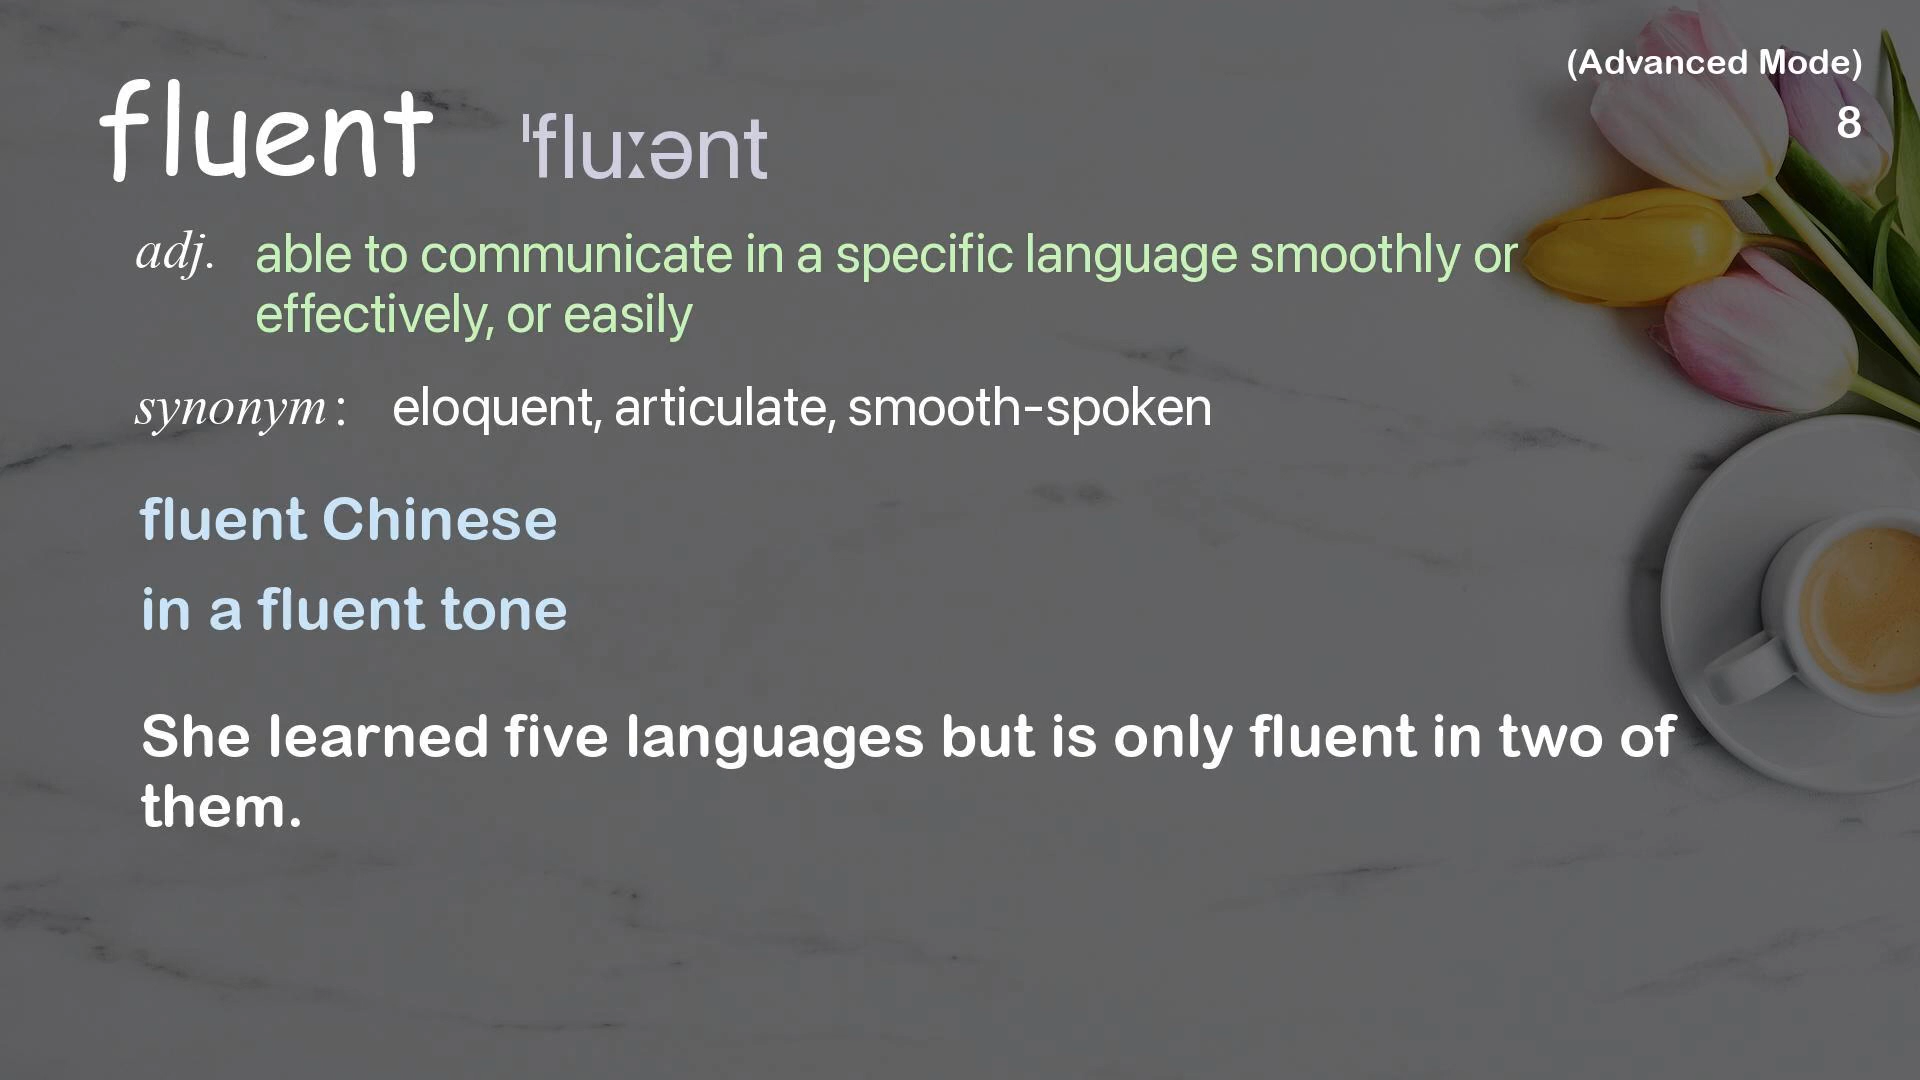 (Advanced Mode)
8
fluent ˈfluːənt
adj. able to communicate in a specific language smoothly or
effectively, or easily
synonym: eloquent, articulate, smooth-spoken
fluent Chinese
in a fluent tone
She learned five languages but is only fluent in two of
them.